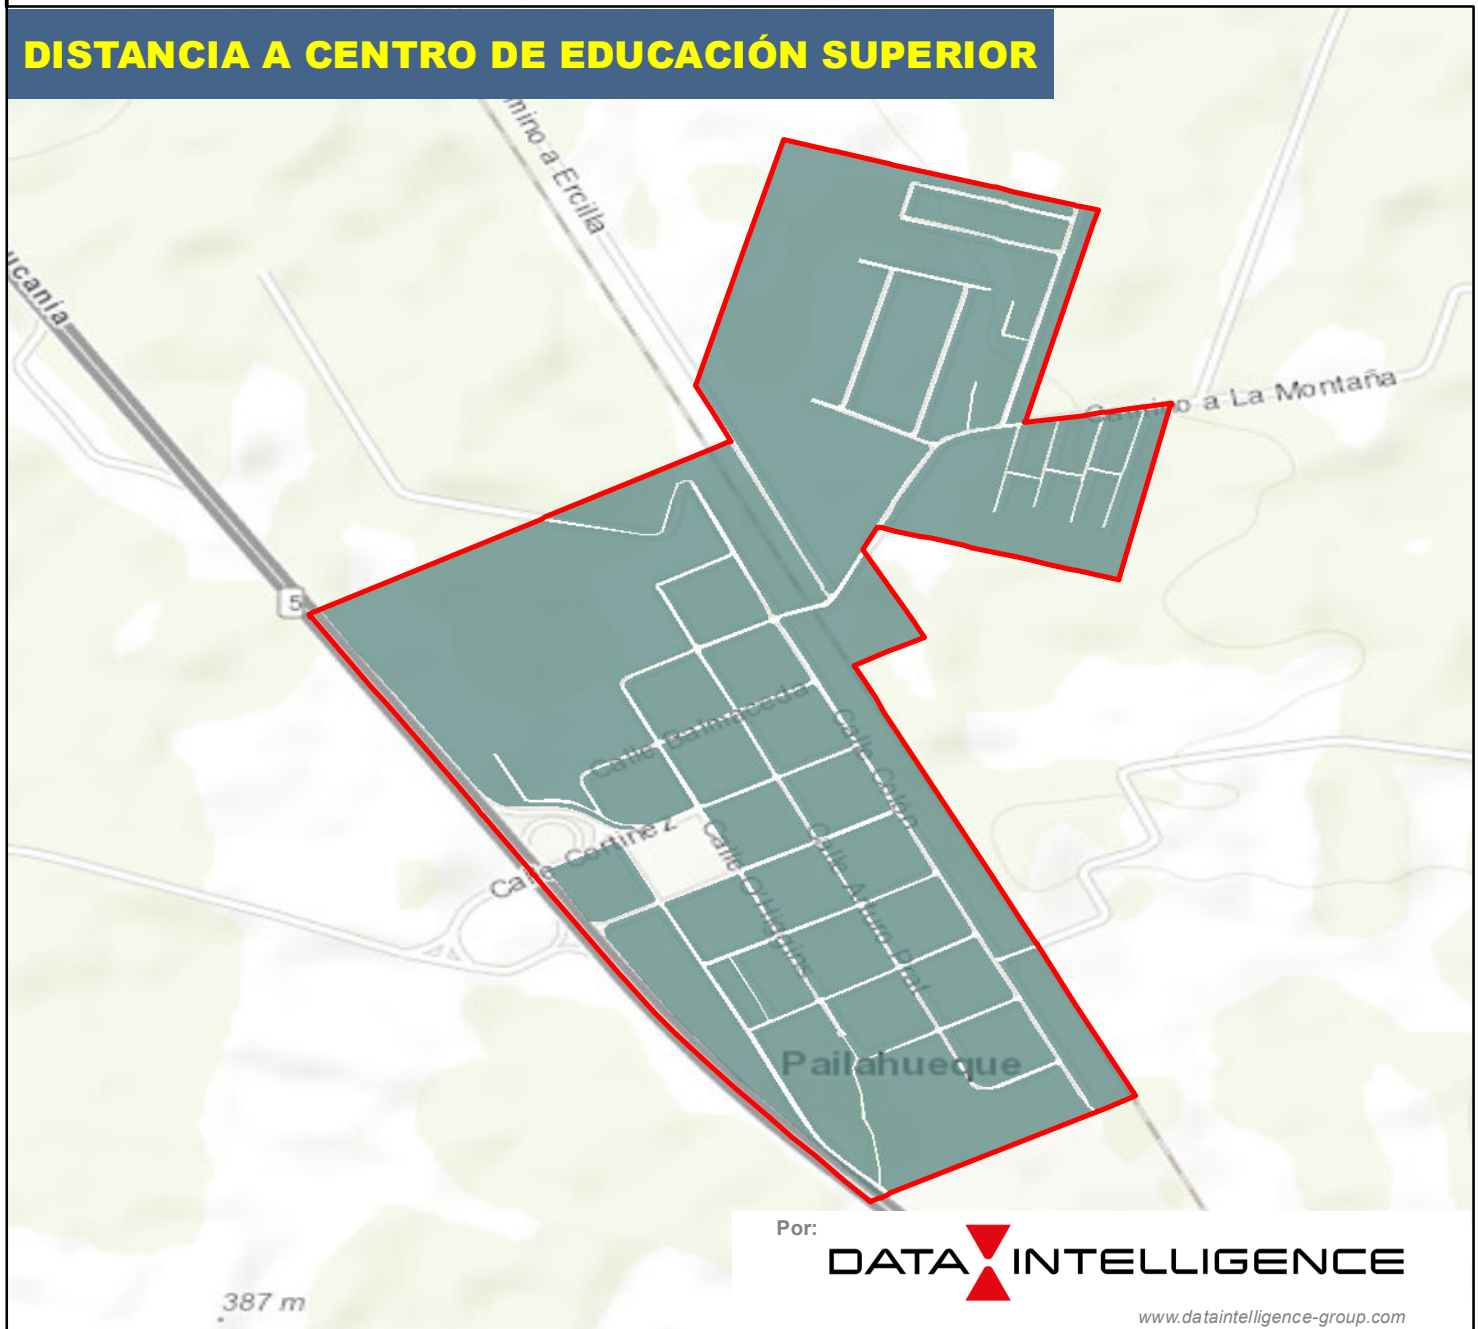 DISTANCIA A CENTRO DE EDUCACIÓN SUPERIOR
mino a Ercilla
ucanía
5
Camino a La Montaña
Calle Balmaceda
Calle Colón
Calle Cortinez
Calle O'Higgins
Calle Arturo Prat
Pailahueque
387 m
Por:
DATA INTELLIGENCE
www.dataintelligence-group.com